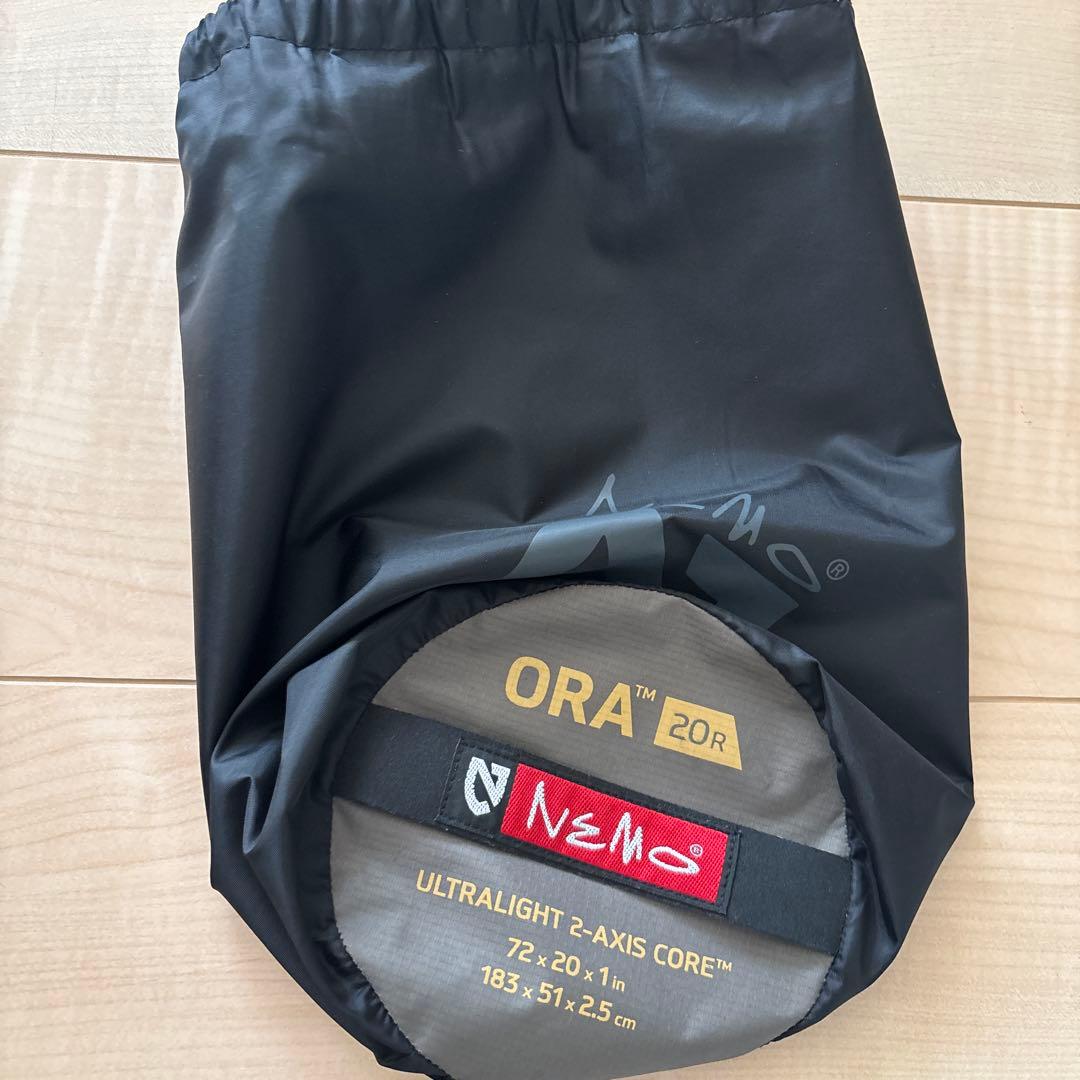 NEMO®
ORA™ 20R
NEMO®
ULTRALIGHT 2-AXIS CORE™
72 x 20 x 1 in
183 x 51 x 2.5 cm